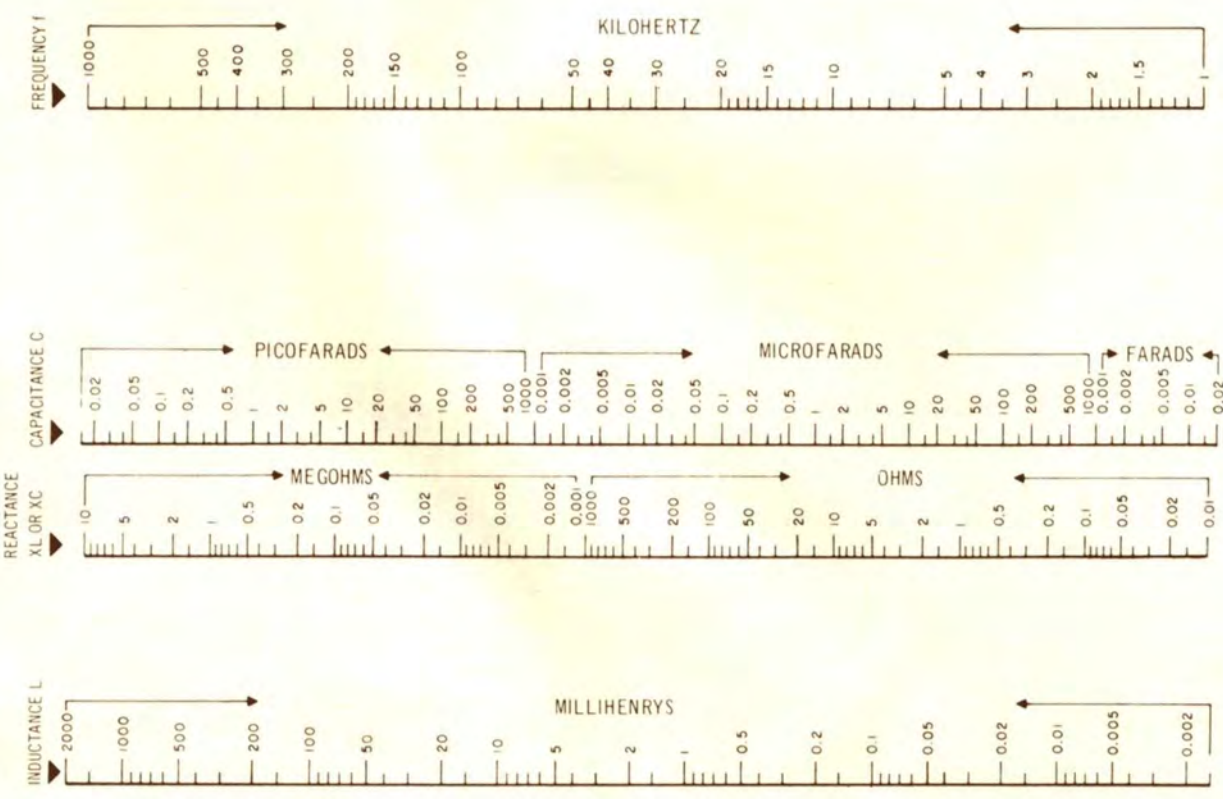 FREQUENCY f
KILOHERTZ
1000 500 400 300 200 150 100 50 40 30 20 15 10 5 4 3 2 1.5 1
CAPACITANCE C
PICOFARADS MICROFARADS FARADS
0.02 0.05 0.1 0.2 0.5 1 2 5 10 20 50 100 200 500 1000 0.001 0.002 0.005 0.01 0.02 0.05 0.1 0.2 0.5 1 2 5 10 20 50 100 200 500 1000 0.001 0.002 0.005 0.01 0.02
REACTANCE
XL OR XC
MEGOHMS OHMS
10 5 2 1 0.5 0.2 0.1 0.05 0.02 0.01 0.005 0.002 0.001 1000 500 200 100 50 20 10 5 2 1 0.5 0.2 0.1 0.05 0.02 0.01
INDUCTANCE L
MILLIHENRYS
2000 1000 500 200 100 50 20 10 5 2 1 0.5 0.2 0.1 0.05 0.02 0.01 0.005 0.002